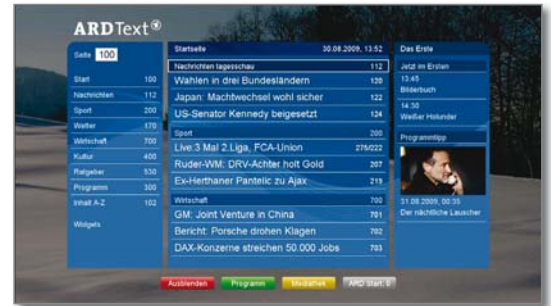 ARDText
Seite 100
Start 100
Nachrichten 112
Sport 200
Wetter 170
Wirtschaft 700
Kultur 400
Ratgeber 530
Programm 300
Inhalt A-Z 102
Widgets
Startseite 30.08.2009, 13:52
Nachrichten tagesschau 112
Wahlen in drei Bundesländern 120
Japan: Machtwechsel wohl sicher 122
US-Senator Kennedy beigesetzt 124
Sport 200
Live:3 Mal 2.Liga, FCA-Union 275/222
Ruder-WM: DRV-Achter holt Gold 207
Ex-Herthaner Pantelic zu Ajax 219
Wirtschaft 700
GM: Joint Venture in China 701
Bericht: Porsche drohen Klagen 702
DAX-Konzerne streichen 50.000 Jobs 703
Das Erste
Jetzt im Ersten
13:45
Bilderbuch
14:30
Weißer Holunder
Programmtipp
31.08.2009, 00:35
Der nächtliche Lauscher
Ausblenden Programm Mediathek ARD Start: 0